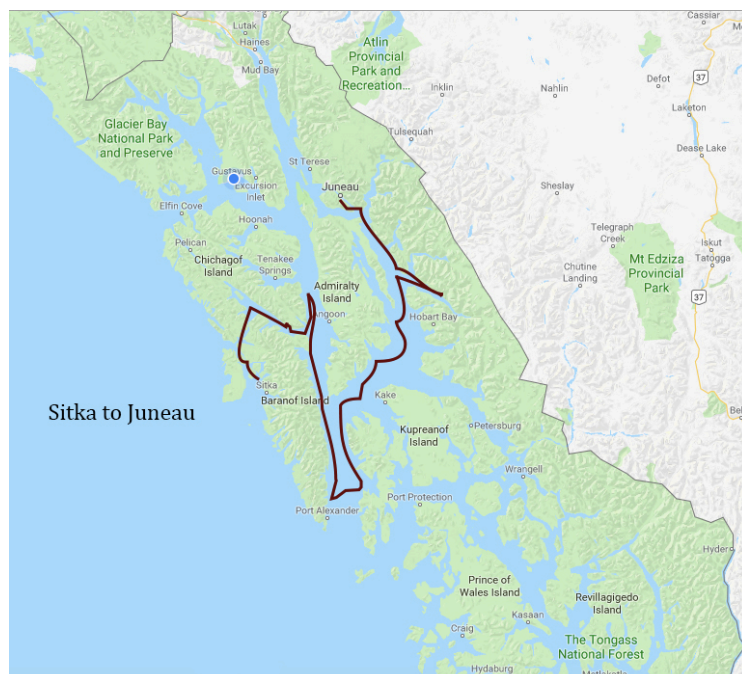 Lutak
Haines
Mud Bay
Atlin
Provincial
Park and
Recreation...
Cassiar
37
Inklin
Nahlin
Defot
Laketon
Glacier Bay
National Park
and Preserve
Tulsequah
Dease Lake
St Terese
Gustavus
Excursion
Inlet
Juneau
Sheslay
Elfin Cove
Hoonah
Telegraph
Creek
Pelican
Chichagof
Island
Tenakee
Springs
Mt Edziza
Provincial
Park
Iskut
Tatogga
Chutine
Landing
37
Admiralty
Island
Angoon
Hobart Bay
Sitka
Baranof Island
Kake
Sitka to Juneau
Kupreanof
Island
Petersburg
Wrangell
Port Protection
Port Alexander
Hyder
Prince of
Wales Island
Revillagigedo
Island
Kasaan
Craig
The Tongass
National Forest
Hydaburg